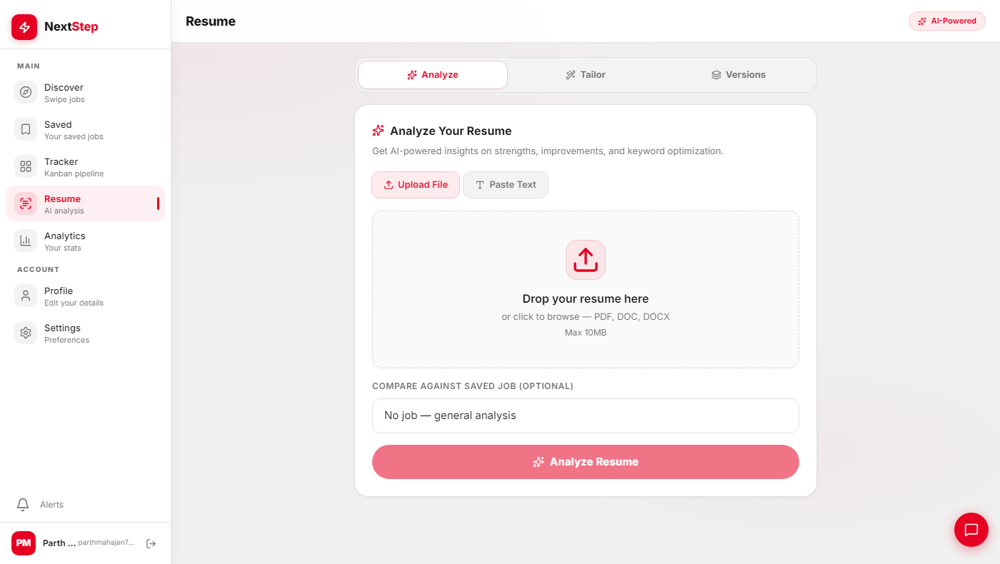 NextStep
MAIN
Discover
Swipe jobs
Saved
Your saved jobs
Tracker
Kanban pipeline
Resume
AI analysis
Analytics
Your stats
ACCOUNT
Profile
Edit your details
Settings
Preferences
Alerts
PM
Parth ... parthmahajan7...
Resume
AI-Powered
Analyze
Tailor
Versions
Analyze Your Resume
Get AI-powered insights on strengths, improvements, and keyword optimization.
Upload File
Paste Text
Drop your resume here
or click to browse — PDF, DOC, DOCX
Max 10MB
COMPARE AGAINST SAVED JOB (OPTIONAL)
No job — general analysis
Analyze Resume